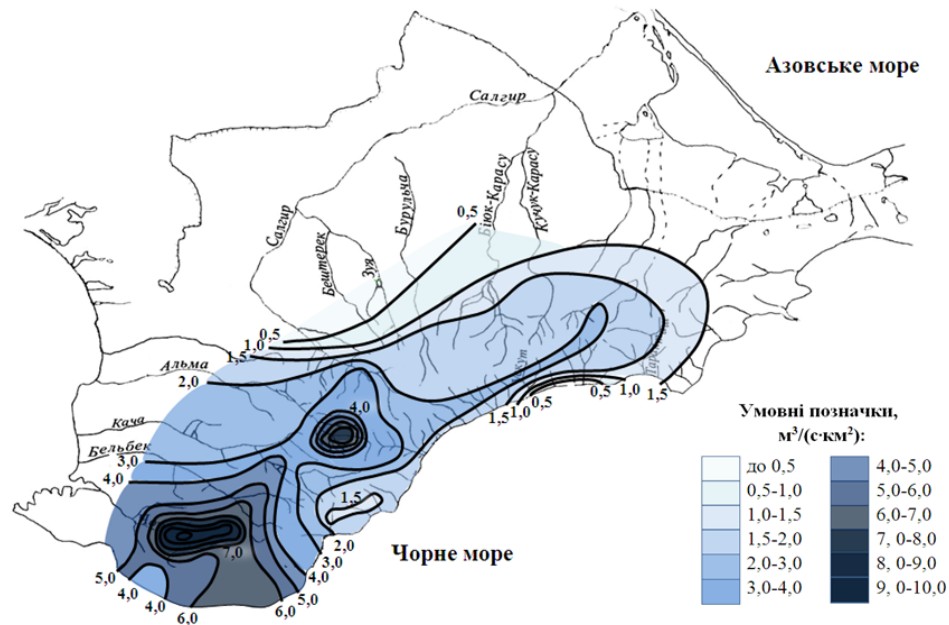 Азовське море
Салгир
Салгир
Бештерек
Зуя
Бурульча
Біюк-Карасу
Кучук-Карасу
0,5
0,5
1,0
1,5
Альма
2,0
Кача
Бельбек
3,0
4,0
4,0
1,5
7,0
2,0
3,0
4,0
5,0
6,0
5,0
4,0
4,0
6,0
1,5
1,0
0,5
0,5
1,0
1,5
Чорне море
Умовні позначки,
м³/(с·км²):
до 0,5
0,5-1,0
1,0-1,5
1,5-2,0
2,0-3,0
3,0-4,0
4,0-5,0
5,0-6,0
6,0-7,0
7, 0-8,0
8, 0-9,0
9, 0-10,0